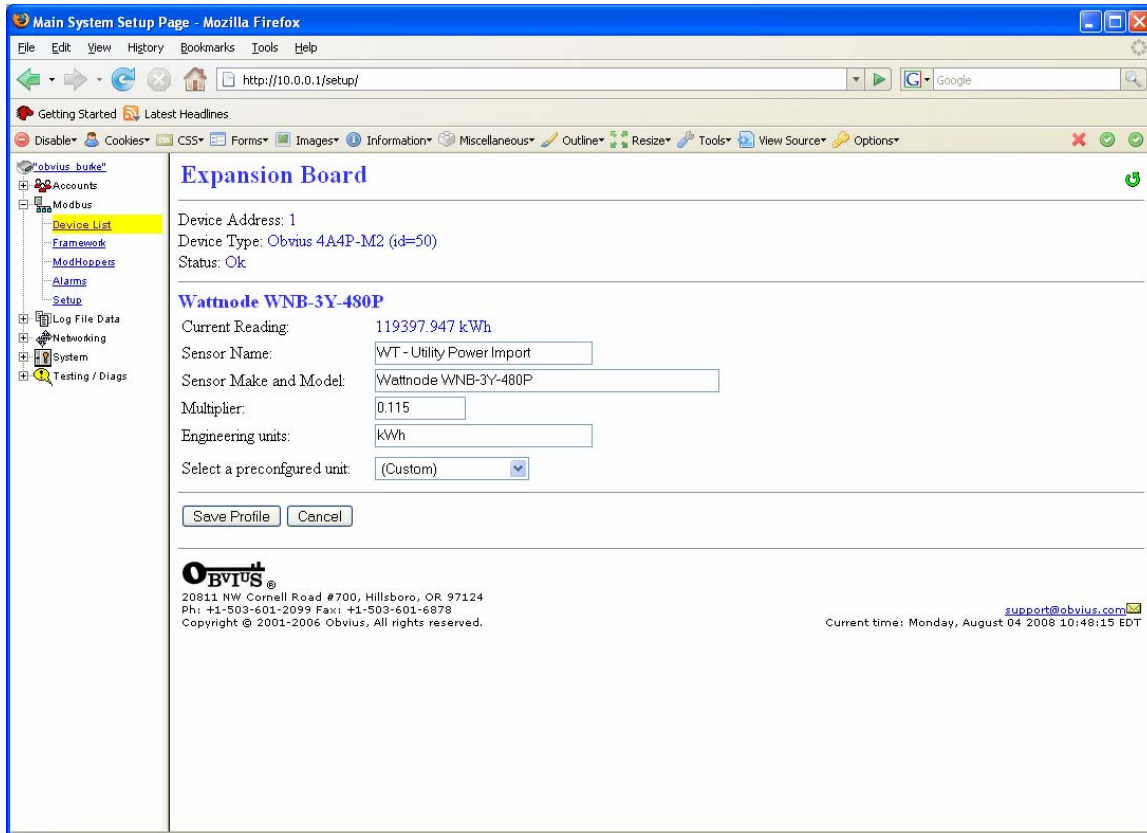 Main System Setup Page - Mozilla Firefox
File Edit View History Bookmarks Tools Help
http://10.0.0.1/setup/
G Google
Getting Started Latest Headlines
Disable Cookies CSS Forms Images Information Miscellaneous Outline Resize Tools View Source Options
"obvius_burke"
Accounts
Modbus
Device List
Framework
ModHoppers
Alarms
Setup
Log File Data
Networking
System
Testing / Diags
Expansion Board
Device Address: 1
Device Type: Obvius 4A4P-M2 (id=50)
Status: Ok
Wattnode WNB-3Y-480P
Current Reading: 119397.947 kWh
Sensor Name: WT - Utility Power Import
Sensor Make and Model: Wattnode WNB-3Y-480P
Multiplier: 0.115
Engineering units: kWh
Select a preconfgured unit: (Custom)
Save Profile Cancel
OBVIUS ®
20811 NW Cornell Road #700, Hillsboro, OR 97124
Ph: +1-503-601-2099 Fax: +1-503-601-6878
Copyright © 2001-2006 Obvius, All rights reserved.
support@obvius.com
Current time: Monday, August 04 2008 10:48:15 EDT